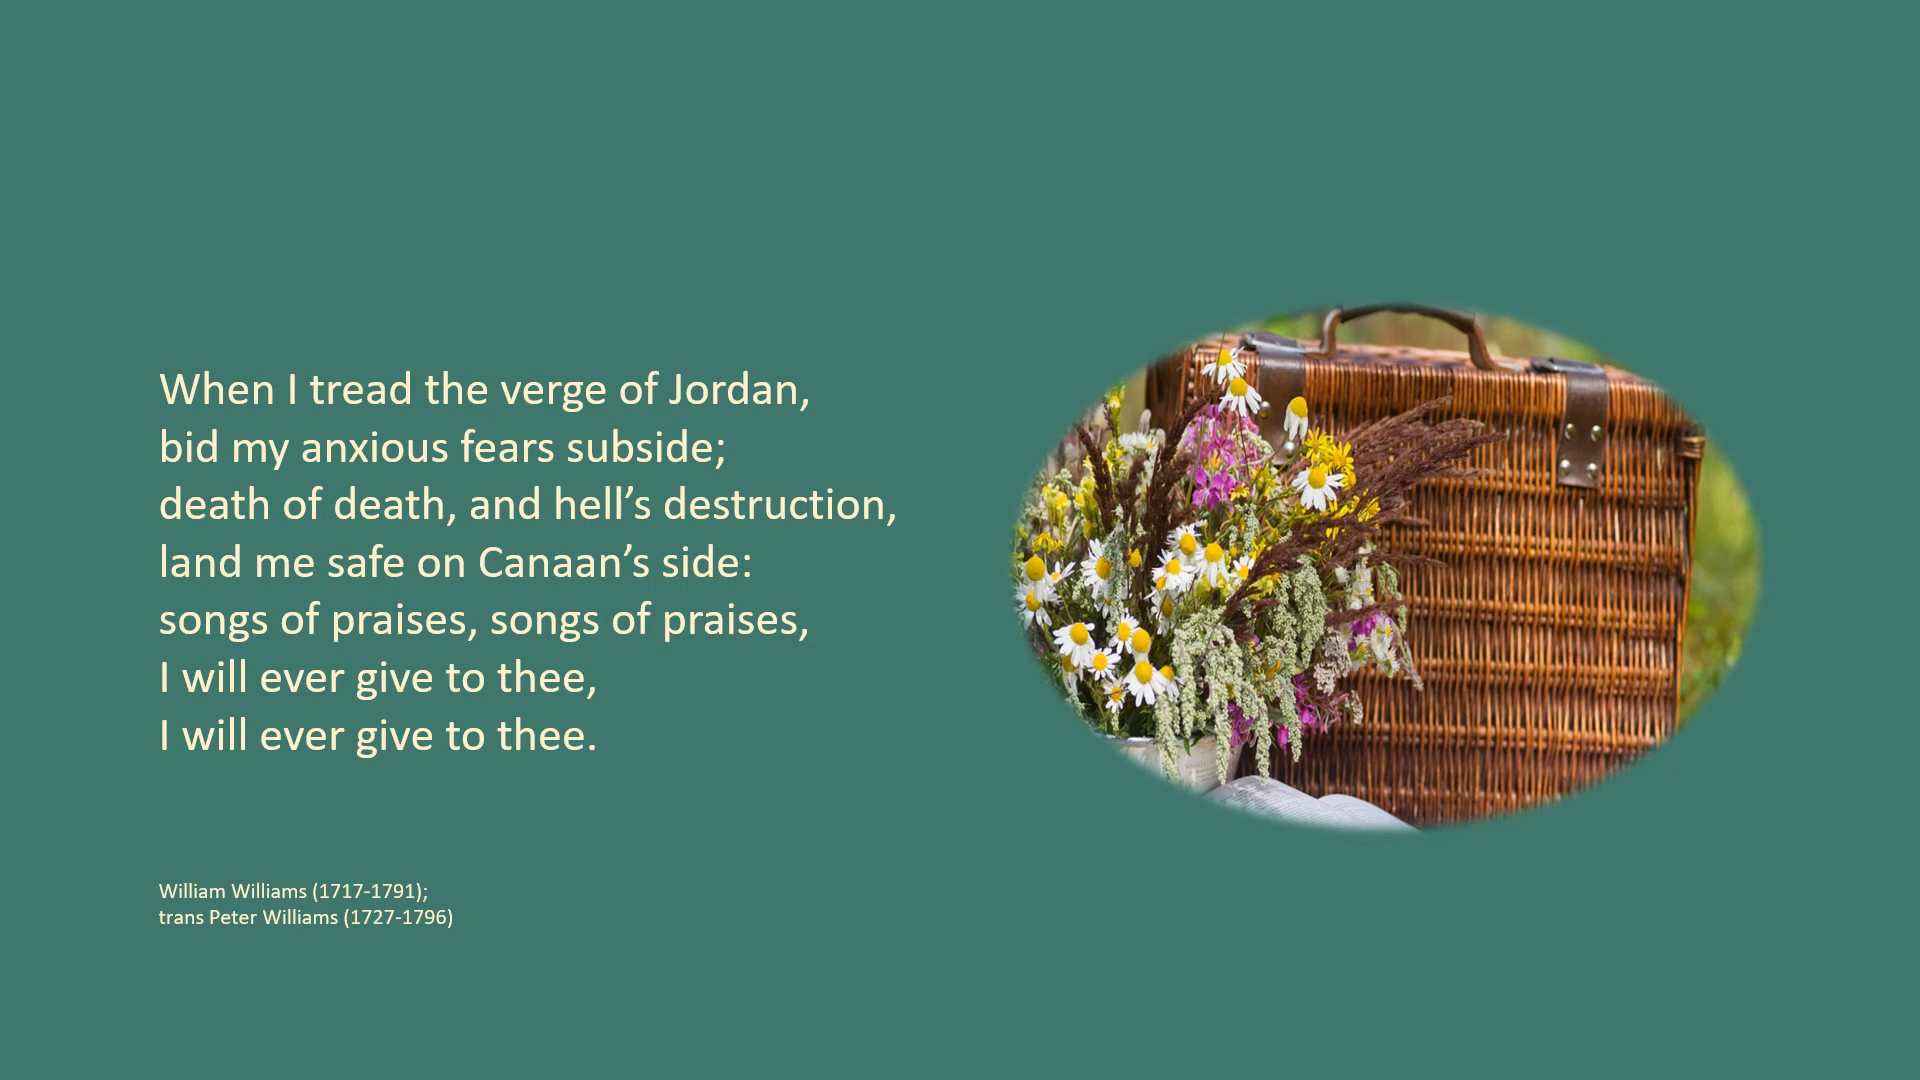 When I tread the verge of Jordan,
bid my anxious fears subside;
death of death, and hell’s destruction,
land me safe on Canaan’s side:
songs of praises, songs of praises,
I will ever give to thee,
I will ever give to thee.
William Williams (1717-1791);
trans Peter Williams (1727-1796)